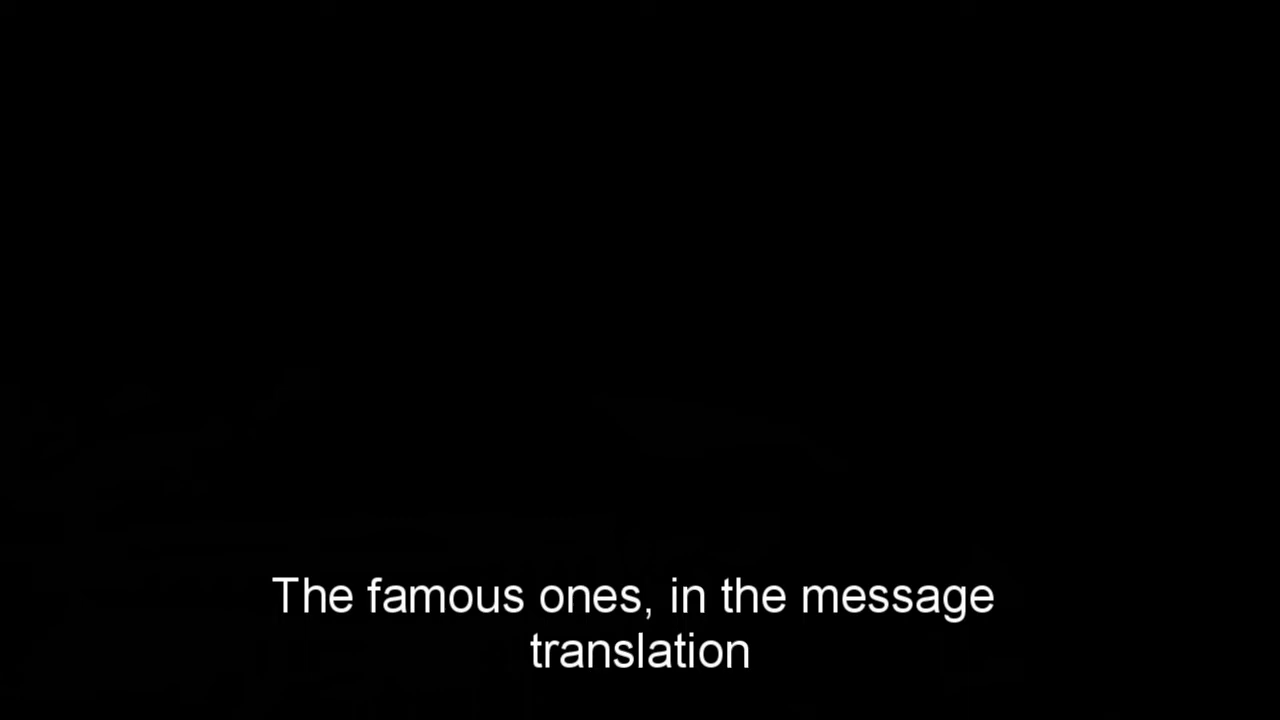 The famous ones, in the message
translation